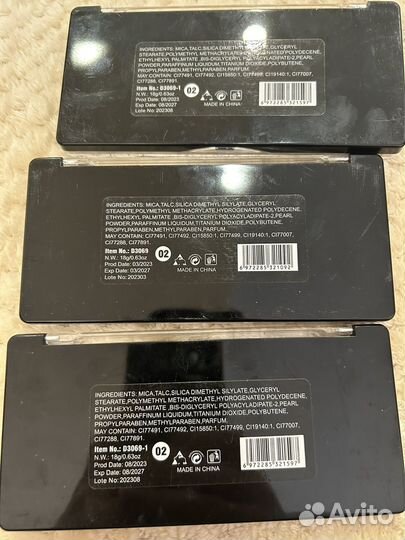 INGREDIENTS: MICA,TALC,SILICA DIMETHYL SILYLATE,GLYCERYL
STEARATE,POLYMETHYL METHACRYLATE,HYDROGENATED POLYDECENE,
ETHYLHEXYL PALMITATE ,BIS-DIGLYCERYL POLYACYLADIPATE-2,PEARL
POWDER,PARAFFINUM LIQUIDUM,TITANIUM DIOXIDE,POLYBUTENE,
PROPYLPARABEN,METHYLPARABEN,PARFUM.
MAY CONTAIN: CI77491, CI77492, CI15850:1, CI77499, CI19140:1, CI77007,
CI77288, CI77891.
Item No.: D3069-1
N.W.: 18g/0.63oz
Prod Date: 08/2023
Exp Date: 08/2027
Lote No: 202308
02
MADE IN CHINA
6 972285 321597
INGREDIENTS: MICA,TALC,SILICA DIMETHYL SILYLATE,GLYCERYL
STEARATE,POLYMETHYL METHACRYLATE,HYDROGENATED POLYDECENE,
ETHYLHEXYL PALMITATE ,BIS-DIGLYCERYL POLYACYLADIPATE-2,PEARL
POWDER,PARAFFINUM LIQUIDUM,TITANIUM DIOXIDE,POLYBUTENE,
PROPYLPARABEN,METHYLPARABEN,PARFUM.
MAY CONTAIN: CI77491, CI77492, CI15850:1, CI77499, CI19140:1, CI77007,
CI77288, CI77891.
Item No.: D3069
N.W.: 18g/0.63oz
Prod Date: 03/2023
Exp Date: 03/2027
Lote No: 202303
02
MADE IN CHINA
6 972285 321092
INGREDIENTS: MICA,TALC,SILICA DIMETHYL SILYLATE,GLYCERYL
STEARATE,POLYMETHYL METHACRYLATE,HYDROGENATED POLYDECENE,
ETHYLHEXYL PALMITATE ,BIS-DIGLYCERYL POLYACYLADIPATE-2,PEARL
POWDER,PARAFFINUM LIQUIDUM,TITANIUM DIOXIDE,POLYBUTENE,
PROPYLPARABEN,METHYLPARABEN,PARFUM.
MAY CONTAIN: CI77491, CI77492, CI15850:1, CI77499, CI19140:1, CI77007,
CI77288, CI77891.
Item No.: D3069-1
N.W.: 18g/0.63oz
Prod Date: 08/2023
Exp Date: 08/2027
Lote No: 202308
02
MADE IN CHINA
6 972285 321597
Avito